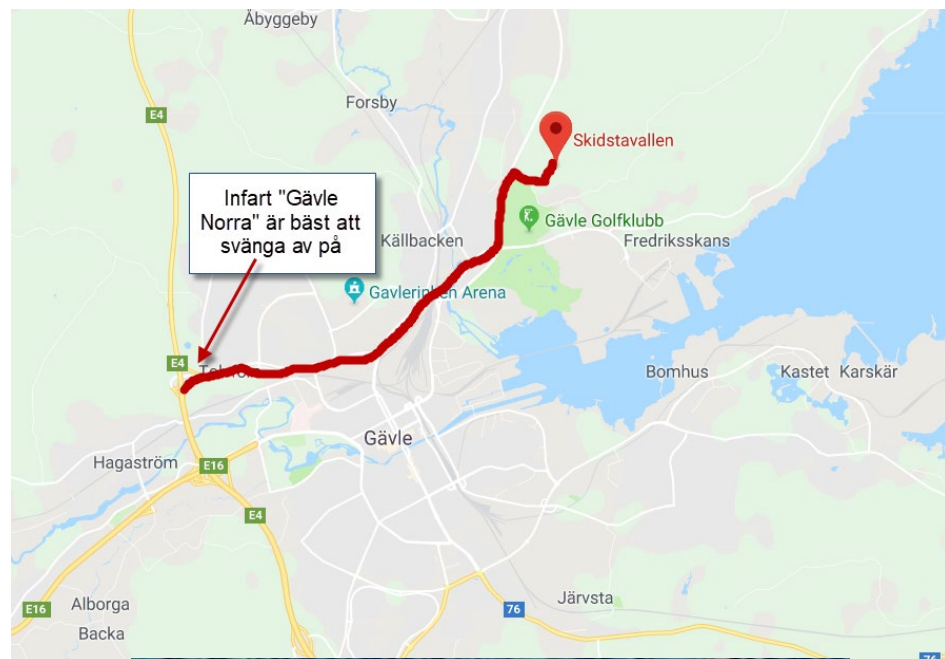 Åbyggeby
Forsby
E4
Skidstavallen
Infart "Gävle
Norra" är bäst att
svänga av på
Gävle Golfklubb
Källbacken
Fredriksskans
Gavlerinken Arena
E4
Bomhus
Kastet
Karskär
Gävle
Hagaström
E16
E4
Järvsta
Alborga
E16
76
Backa
76